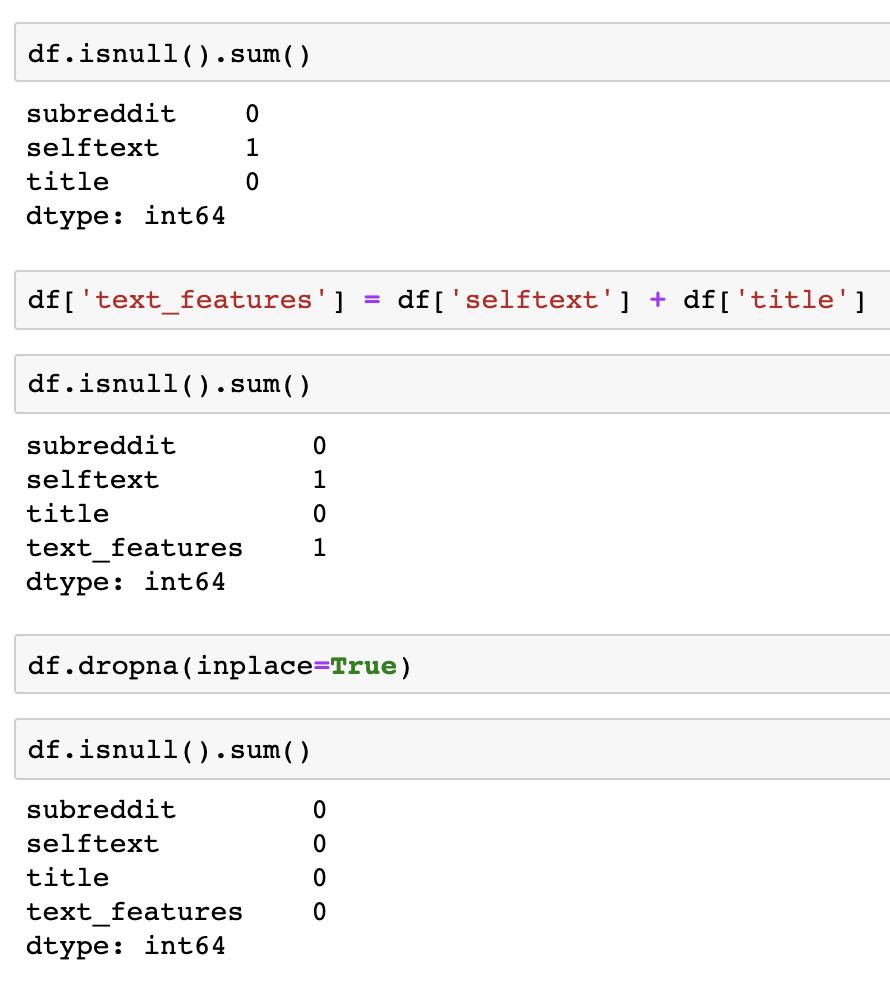 df.isnull().sum()
subreddit    0
selftext     1
title        0
dtype: int64
df['text_features'] = df['selftext'] + df['title']
df.isnull().sum()
subreddit        0
selftext         1
title            0
text_features    1
dtype: int64
df.dropna(inplace=True)
df.isnull().sum()
subreddit        0
selftext         0
title            0
text_features    0
dtype: int64